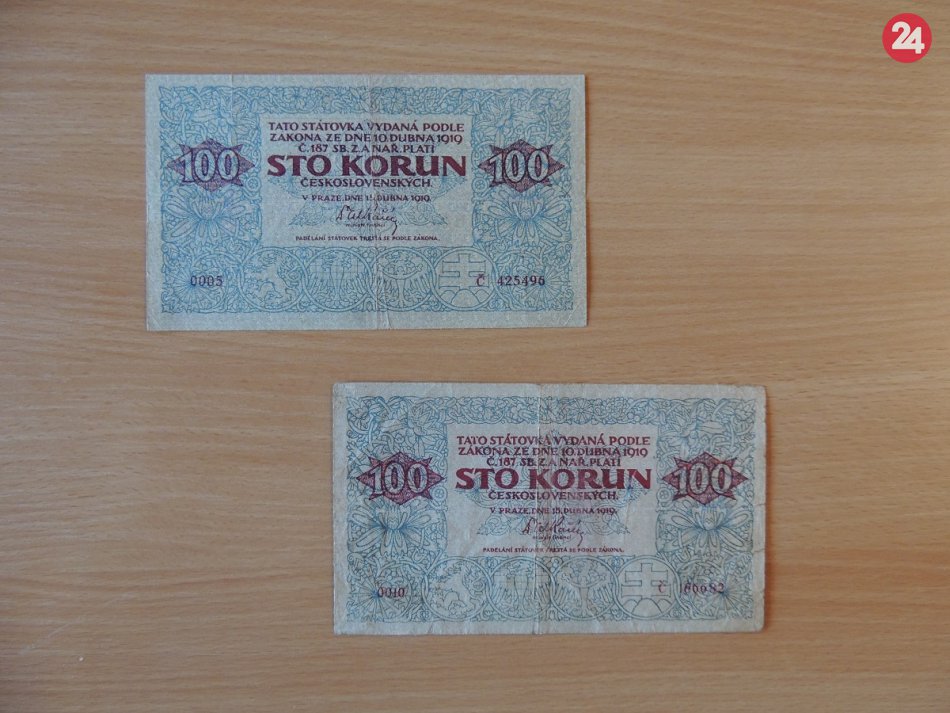 24
TATO STÁTOVKA VYDANÁ PODLE
ZÁKONA ZE DNE 10. DUBNA 1919
Č. 187 SB. Z. A NAŘ. PLATÍ
100 STO KORUN 100
ČESKOSLOVENSKÝCH.
V PRAZE, DNE 15. DUBNA 1919.
PADĚLÁNÍ STÁTOVEK TRESTÁ SE PODLE ZÁKONA.
0005 Č 425496
TATO STÁTOVKA VYDANÁ PODLE
ZÁKONA ZE DNE 10. DUBNA 1919
Č. 187 SB. Z. A NAŘ. PLATÍ
100 STO KORUN 100
ČESKOSLOVENSKÝCH.
V PRAZE, DNE 15. DUBNA 1919.
PADĚLÁNÍ STÁTOVEK TRESTÁ SE PODLE ZÁKONA.
0010 Č